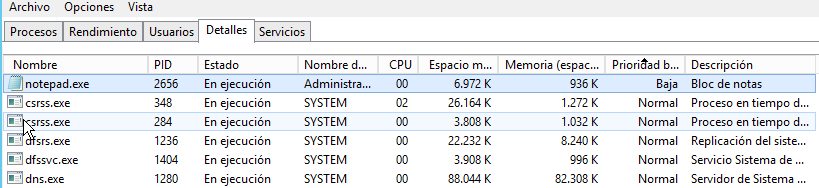 Archivo Opciones Vista
Procesos Rendimiento Usuarios Detalles Servicios
Nombre PID Estado Nombre d... CPU Espacio m... Memoria (espac... Prioridad b... Descripción
notepad.exe 2656 En ejecución Administra... 00 6.972 K 936 K Baja Bloc de notas
csrss.exe 348 En ejecución SYSTEM 02 26.164 K 1.272 K Normal Proceso en tiempo d...
csrss.exe 284 En ejecución SYSTEM 00 3.808 K 1.032 K Normal Proceso en tiempo d...
dfsrs.exe 1236 En ejecución SYSTEM 00 22.232 K 8.240 K Normal Replicación del siste...
dfssvc.exe 1404 En ejecución SYSTEM 00 3.908 K 996 K Normal Servicio Sistema de ...
dns.exe 1280 En ejecución SYSTEM 00 88.044 K 82.308 K Normal Servidor de Sistema ...